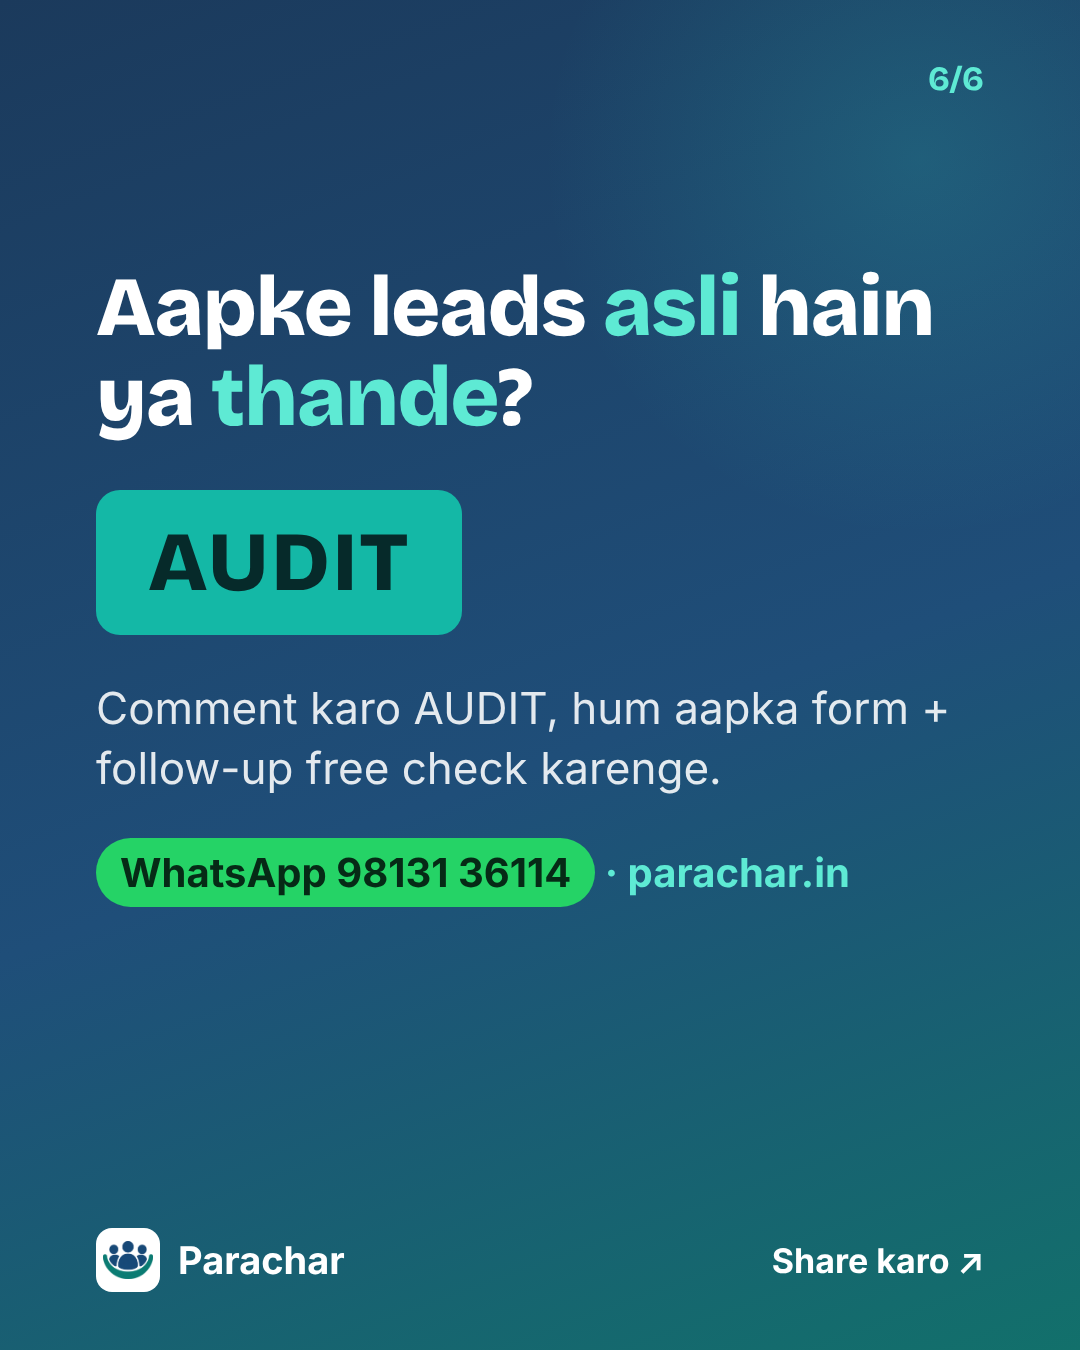 6/6
Aapke leads asli hain
ya thande?
AUDIT
Comment karo AUDIT, hum aapka form +
follow-up free check karenge.
WhatsApp 98131 36114 · parachar.in
Parachar
Share karo ↗